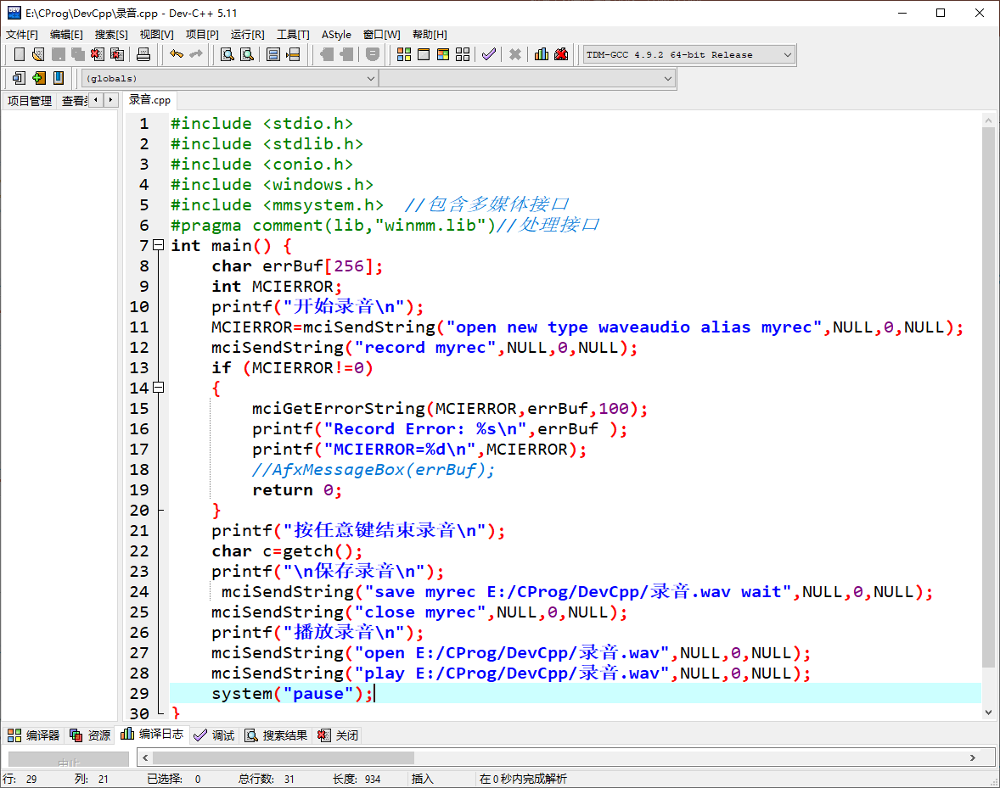 E:\CProg\DevCpp\录音.cpp - Dev-C++ 5.11
文件[F] 编辑[E] 搜索[S] 视图[V] 项目[P] 运行[R] 工具[T] AStyle 窗口[W] 帮助[H]
TDM-GCC 4.9.2 64-bit Release
(globals)
项目管理 查看 录音.cpp
1 #include <stdio.h>
2 #include <stdlib.h>
3 #include <conio.h>
4 #include <windows.h>
5 #include <mmsystem.h>  //包含多媒体接口
6 #pragma comment(lib,"winmm.lib")//处理接口
7 int main() {
8     char errBuf[256];
9     int MCIERROR;
10     printf("开始录音\n");
11     MCIERROR=mciSendString("open new type waveaudio alias myrec",NULL,0,NULL);
12     mciSendString("record myrec",NULL,0,NULL);
13     if (MCIERROR!=0)
14     {
15         mciGetErrorString(MCIERROR,errBuf,100);
16         printf("Record Error: %s\n",errBuf );
17         printf("MCIERROR=%d\n",MCIERROR);
18         //AfxMessageBox(errBuf);
19         return 0;
20     }
21     printf("按任意键结束录音\n");
22     char c=getch();
23     printf("\n保存录音\n");
24      mciSendString("save myrec E:/CProg/DevCpp/录音.wav wait",NULL,0,NULL);
25     mciSendString("close myrec",NULL,0,NULL);
26     printf("播放录音\n");
27     mciSendString("open E:/CProg/DevCpp/录音.wav",NULL,0,NULL);
28     mciSendString("play E:/CProg/DevCpp/录音.wav",NULL,0,NULL);
29     system("pause");
30 }
编译器 资源 编译日志 调试 搜索结果 关闭
行: 29 列: 21 已选择: 0 总行数: 31 长度: 934 插入 在 0 秒内完成解析